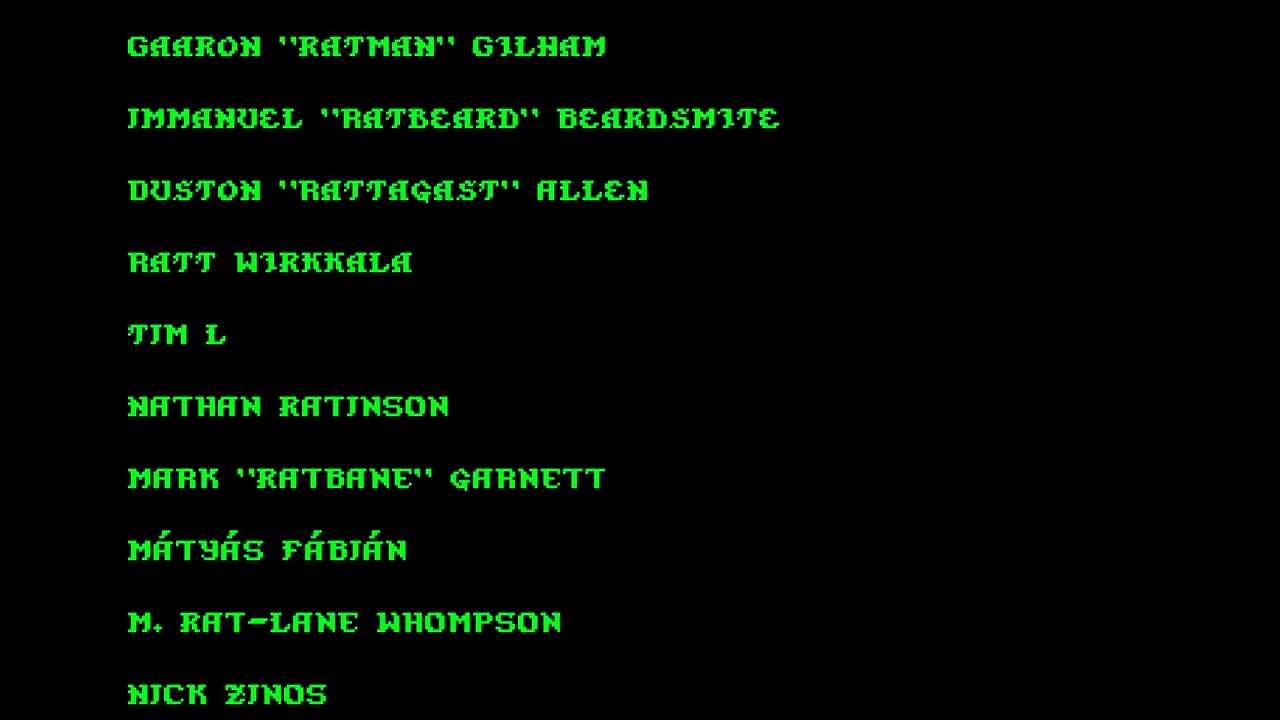 GAARON "RATMAN" GILHAM
IMMANUEL "RATBEARD" BEARDSMITE
DUSTON "RATTAGAST" ALLEN
RATT WIRKKALA
TIM L
NATHAN RATINSON
MARK "RATBANE" GARNETT
MÁTYÁS FÁBIÁN
M. RAT-LANE WHOMPSON
NICK ZINOS